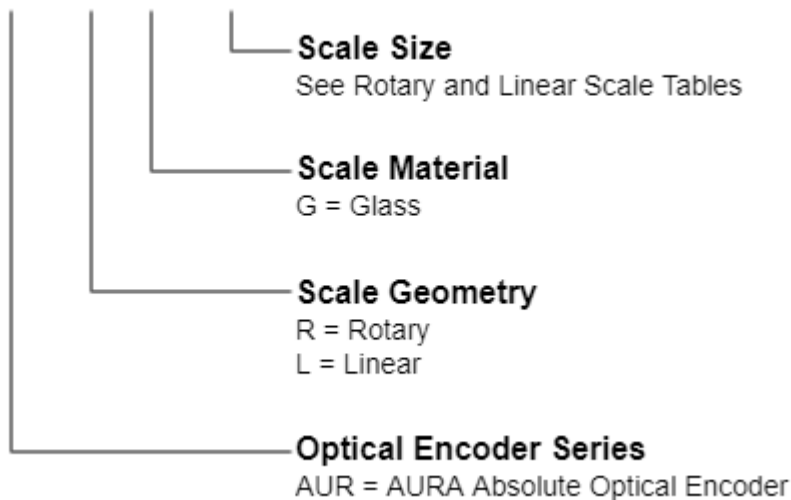 Scale Size
See Rotary and Linear Scale Tables
Scale Material
G = Glass
Scale Geometry
R = Rotary
L = Linear
Optical Encoder Series
AUR = AURA Absolute Optical Encoder